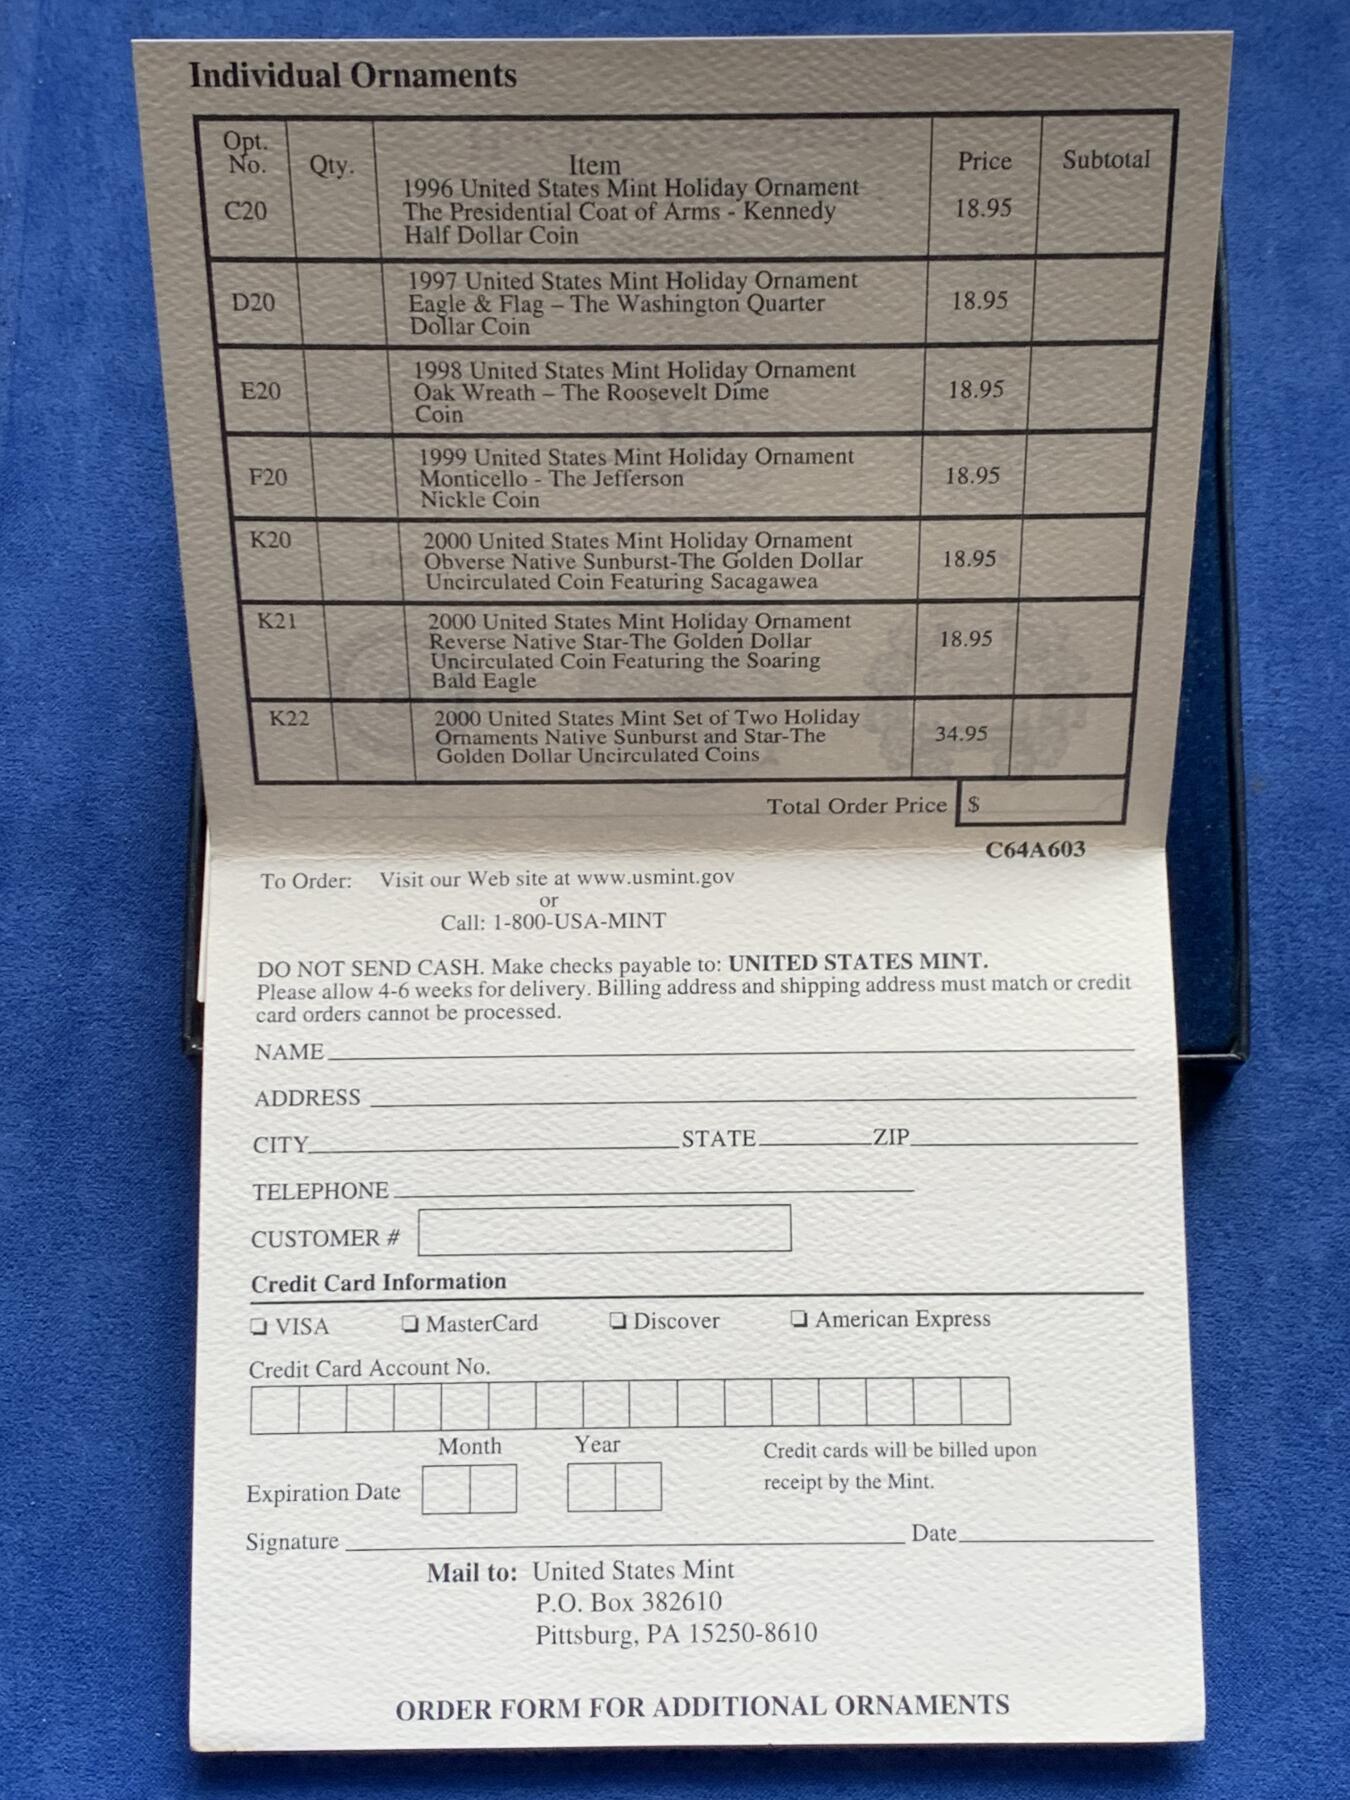 Individual Ornaments
Opt. No. Qty. Item Price Subtotal
C20 1996 United States Mint Holiday Ornament
The Presidential Coat of Arms - Kennedy 18.95
Half Dollar Coin
D20 1997 United States Mint Holiday Ornament
Eagle & Flag – The Washington Quarter 18.95
Dollar Coin
E20 1998 United States Mint Holiday Ornament
Oak Wreath – The Roosevelt Dime 18.95
Coin
F20 1999 United States Mint Holiday Ornament
Monticello - The Jefferson 18.95
Nickle Coin
K20 2000 United States Mint Holiday Ornament
Obverse Native Sunburst-The Golden Dollar 18.95
Uncirculated Coin Featuring Sacagawea
K21 2000 United States Mint Holiday Ornament
Reverse Native Star-The Golden Dollar 18.95
Uncirculated Coin Featuring the Soaring
Bald Eagle
K22 2000 United States Mint Set of Two Holiday
Ornaments Native Sunburst and Star-The 34.95
Golden Dollar Uncirculated Coins
Total Order Price $
C64A603
To Order: Visit our Web site at www.usmint.gov
or
Call: 1-800-USA-MINT
DO NOT SEND CASH. Make checks payable to: UNITED STATES MINT.
Please allow 4-6 weeks for delivery. Billing address and shipping address must match or credit
card orders cannot be processed.
NAME
ADDRESS
CITY STATE ZIP
TELEPHONE
CUSTOMER #
Credit Card Information
❏ VISA ❏ MasterCard ❏ Discover ❏ American Express
Credit Card Account No.
Month Year
Expiration Date
Credit cards will be billed upon
receipt by the Mint.
Signature Date
Mail to: United States Mint
P.O. Box 382610
Pittsburg, PA 15250-8610
ORDER FORM FOR ADDITIONAL ORNAMENTS